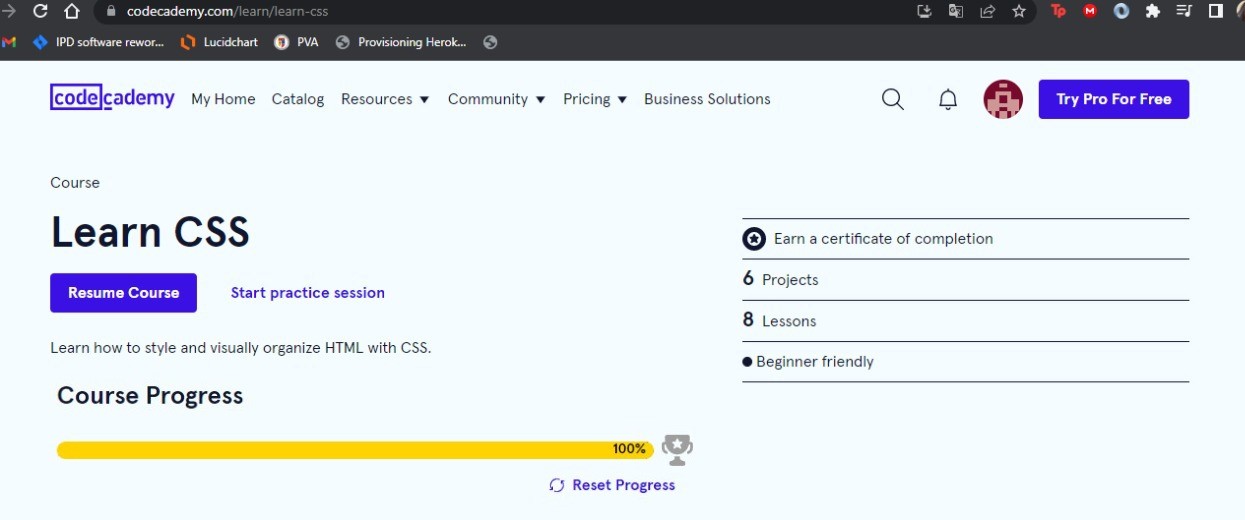 codecademy.com/learn/learn-css
IPD software rewor... Lucidchart PVA Provisioning Herok...
codecademy My Home Catalog Resources Community Pricing Business Solutions Try Pro For Free
Course
Learn CSS
Resume Course Start practice session
Learn how to style and visually organize HTML with CSS.
Course Progress
100%
Reset Progress
Earn a certificate of completion
6 Projects
8 Lessons
Beginner friendly